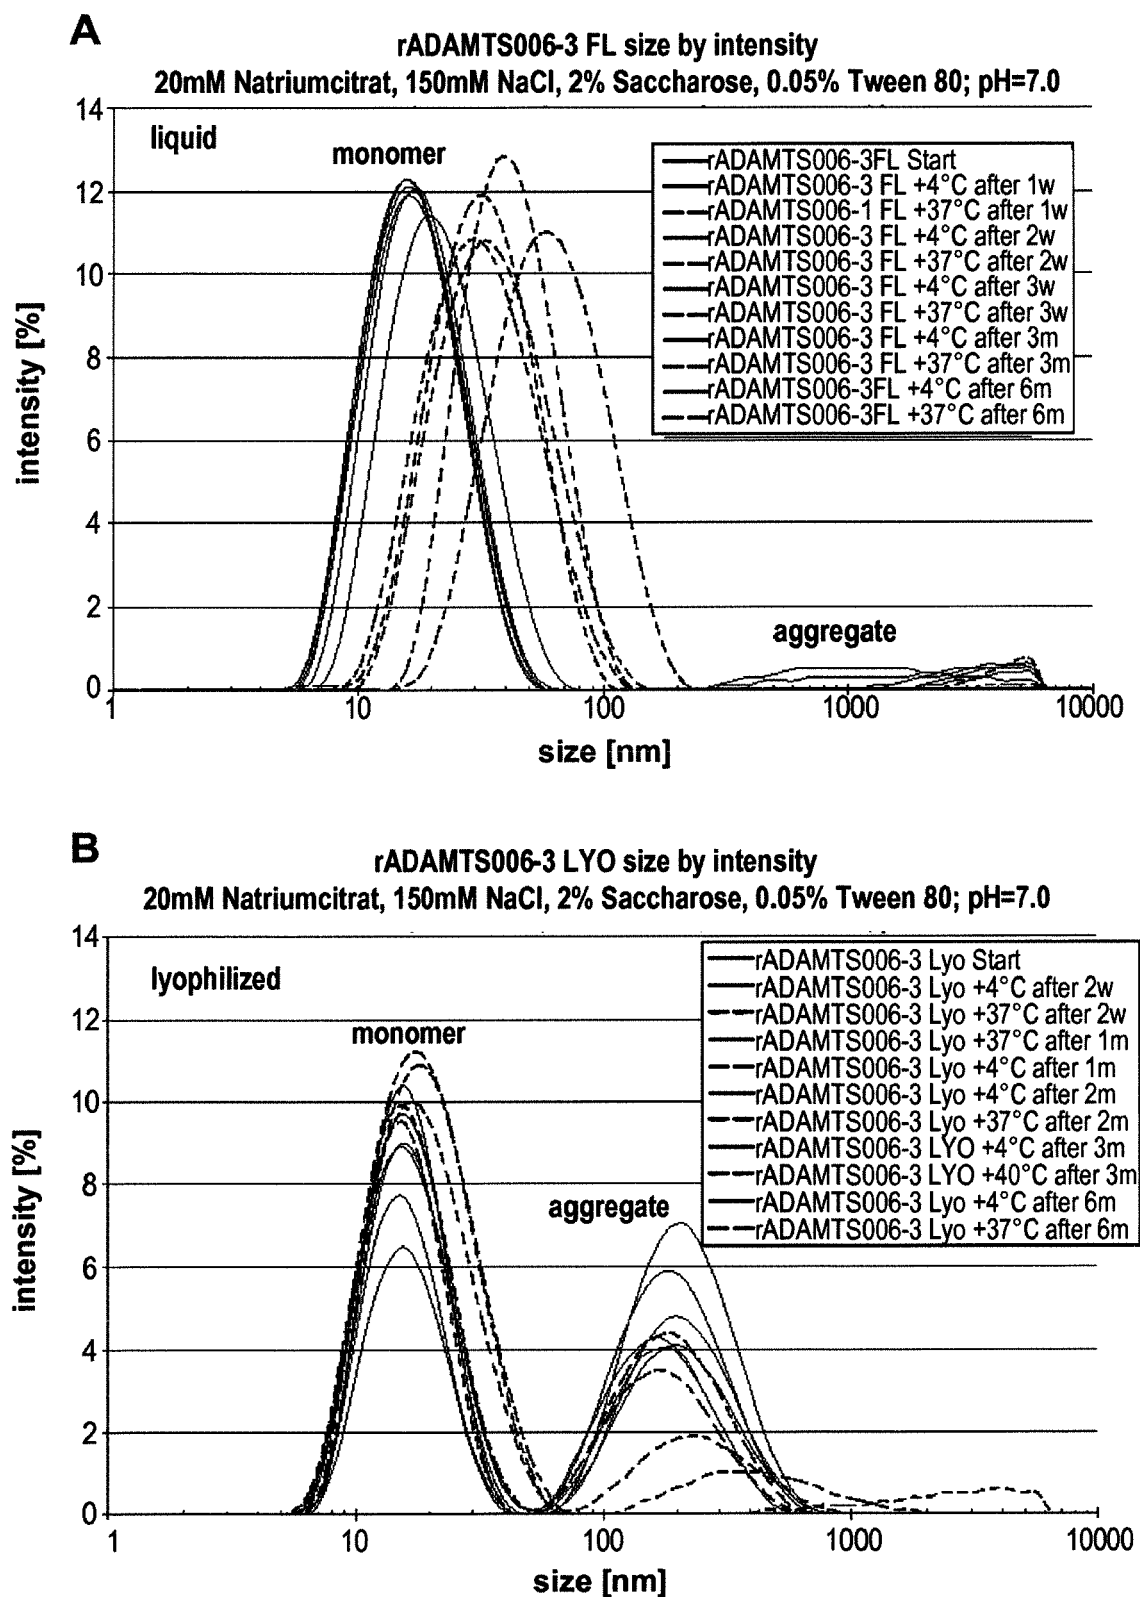 A
rADAMTS006-3 FL size by intensity
20mM Natriumcitrat, 150mM NaCl, 2% Saccharose, 0.05% Tween 80; pH=7.0
liquid
monomer
aggregate
rADAMTS006-3FL Start
rADAMTS006-3 FL +4°C after 1w
rADAMTS006-1 FL +37°C after 1w
rADAMTS006-3 FL +4°C after 2w
rADAMTS006-3 FL +37°C after 2w
rADAMTS006-3 FL +4°C after 3w
rADAMTS006-3 FL +37°C after 3w
rADAMTS006-3 FL +4°C after 3m
rADAMTS006-3 FL +37°C after 3m
rADAMTS006-3FL +4°C after 6m
rADAMTS006-3FL +37°C after 6m
intensity [%]
14
12
10
8
6
4
2
0
1
10
100
1000
10000
size [nm]
B
rADAMTS006-3 LYO size by intensity
20mM Natriumcitrat, 150mM NaCl, 2% Saccharose, 0.05% Tween 80; pH=7.0
lyophilized
monomer
aggregate
rADAMTS006-3 Lyo Start
rADAMTS006-3 Lyo +4°C after 2w
rADAMTS006-3 Lyo +37°C after 2w
rADAMTS006-3 Lyo +37°C after 1m
rADAMTS006-3 Lyo +4°C after 1m
rADAMTS006-3 Lyo +4°C after 2m
rADAMTS006-3 Lyo +37°C after 2m
rADAMTS006-3 LYO +4°C after 3m
rADAMTS006-3 LYO +40°C after 3m
rADAMTS006-3 Lyo +4°C after 6m
rADAMTS006-3 Lyo +37°C after 6m
intensity [%]
14
12
10
8
6
4
2
0
1
10
100
1000
10000
size [nm]